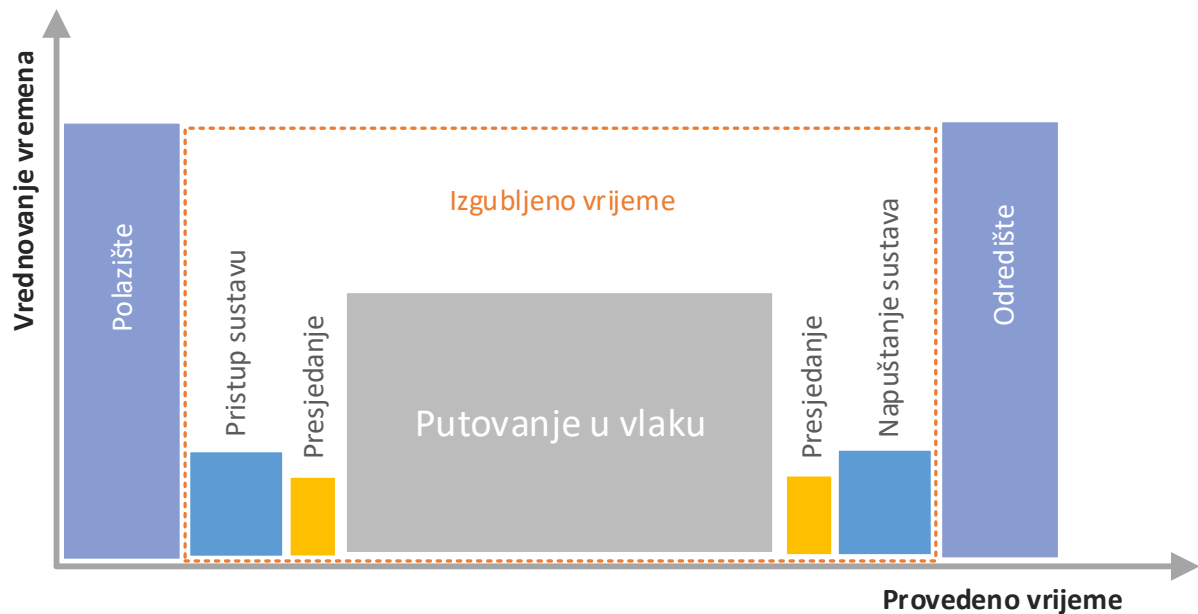 Vrednovanje vremena
Polazište
Pristup sustavu
Presjedanje
Izgubljeno vrijeme
Putovanje u vlaku
Presjedanje
Napuštanje sustava
Odredište
Provedeno vrijeme